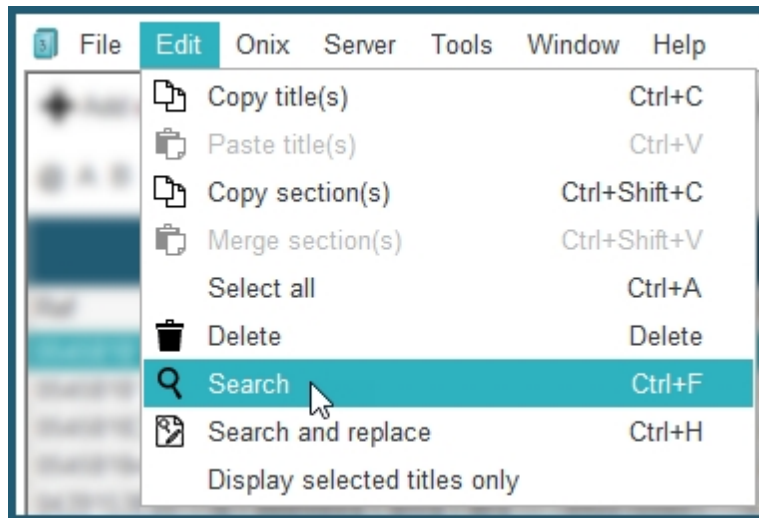 File Edit Onix Server Tools Window Help
Copy title(s) Ctrl+C
Paste title(s) Ctrl+V
Copy section(s) Ctrl+Shift+C
Merge section(s) Ctrl+Shift+V
Select all Ctrl+A
Delete Delete
Search Ctrl+F
Search and replace Ctrl+H
Display selected titles only